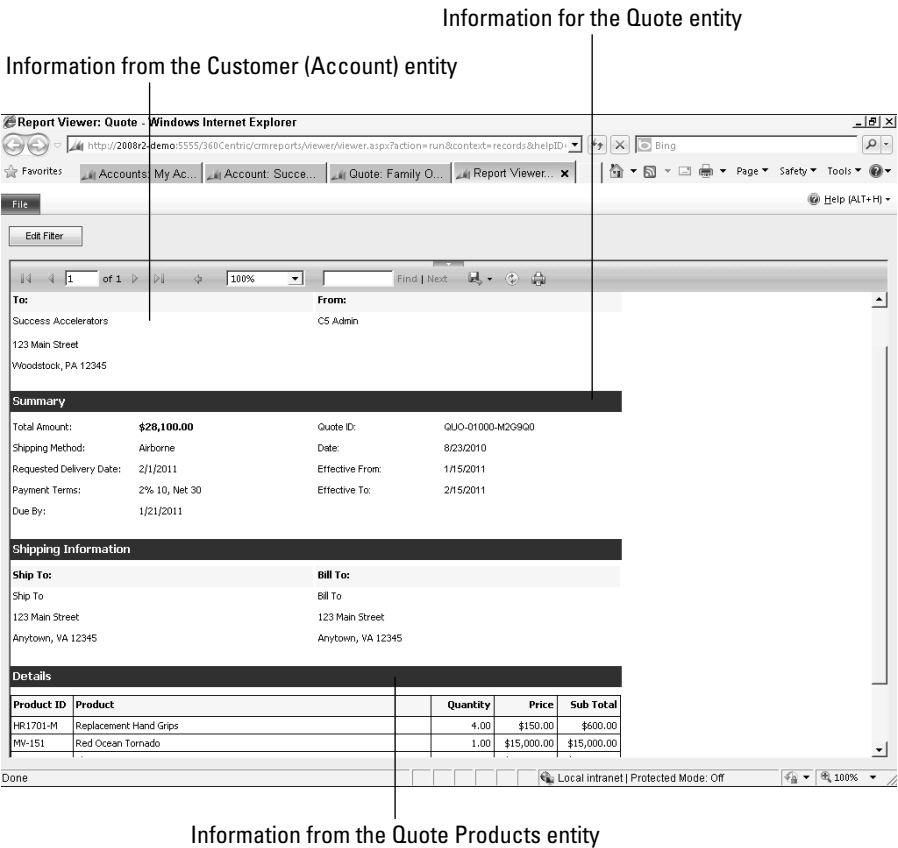 Information for the Quote entity
Information from the Customer (Account) entity
Report Viewer: Quote - Windows Internet Explorer
http://2008r2-demo:5555/360Centric/crmreports/viewer/viewer.aspx?action=run&context=records&helpID= Bing
Favorites Accounts: My Ac... Account: Succe... Quote: Family O... Report Viewer... Page Safety Tools
File Help (ALT+H)
Edit Filter
1 of 1 100% Find | Next
To: From:
Success Accelerators C5 Admin
123 Main Street
Woodstock, PA 12345
Summary
Total Amount: $28,100.00 Quote ID: QUO-01000-M2G9Q0
Shipping Method: Airborne Date: 8/23/2010
Requested Delivery Date: 2/1/2011 Effective From: 1/15/2011
Payment Terms: 2% 10, Net 30 Effective To: 2/15/2011
Due By: 1/21/2011
Shipping Information
Ship To: Bill To:
Ship To Bill To
123 Main Street 123 Main Street
Anytown, VA 12345 Anytown, VA 12345
Details
Product ID Product Quantity Price Sub Total
HR1701-M Replacement Hand Grips 4.00 $150.00 $600.00
MV-151 Red Ocean Tornado 1.00 $15,000.00 $15,000.00
Done Local intranet | Protected Mode: Off 100%
Information from the Quote Products entity